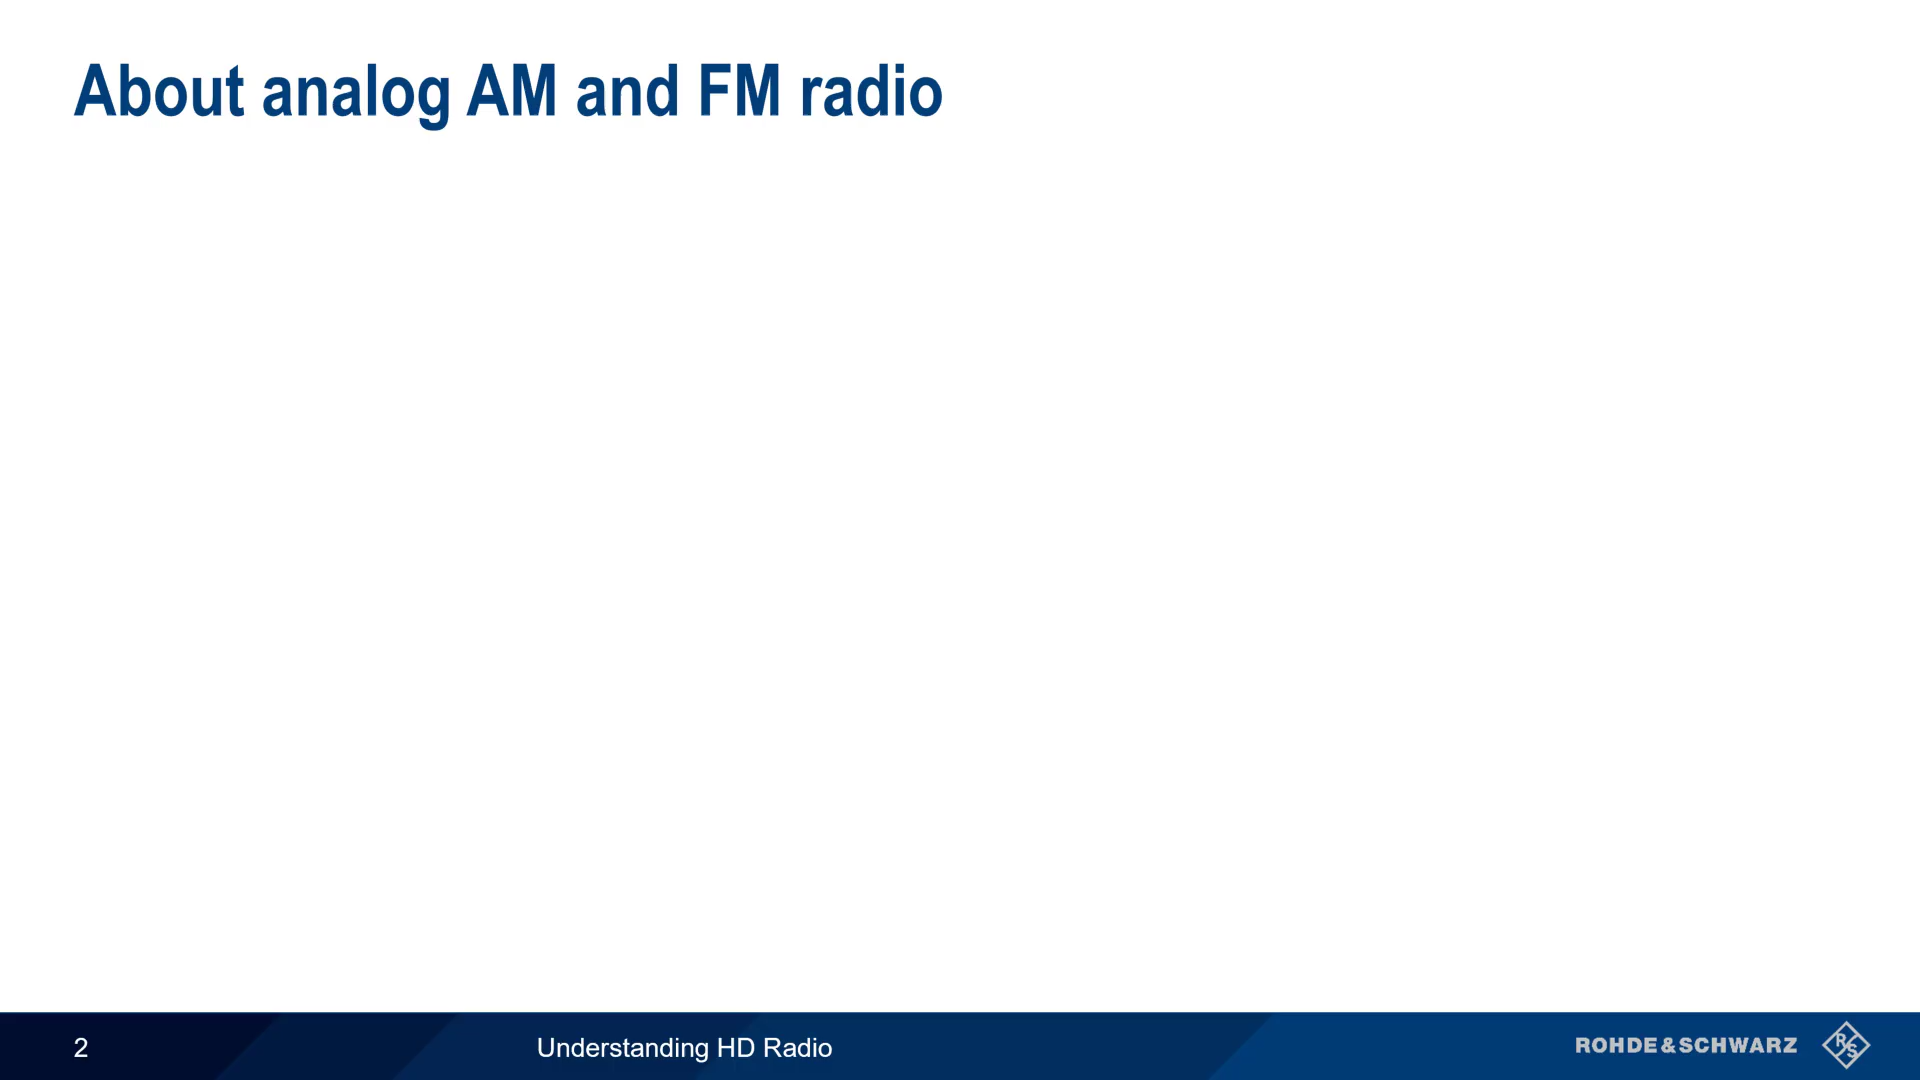 About analog AM and FM radio
2
Understanding HD Radio
ROHDE&SCHWARZ
R&S